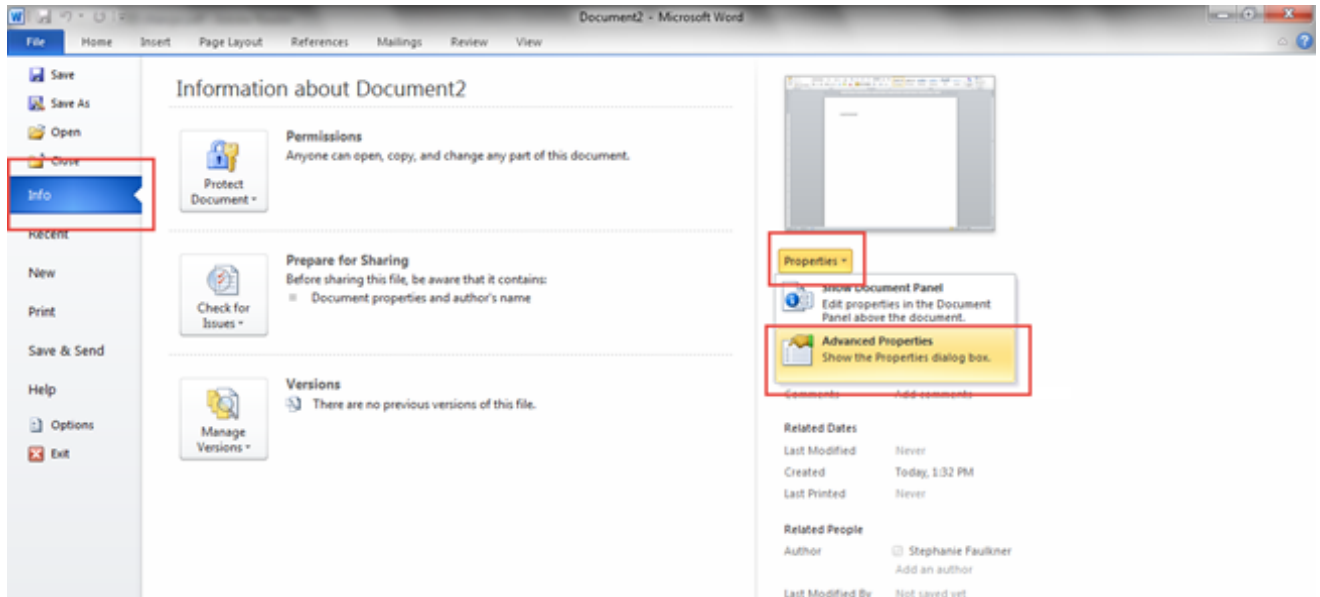 Document2 - Microsoft Word
File Home Insert Page Layout References Mailings Review View
Save
Save As
Open
Close
Info
Recent
New
Print
Save & Send
Help
Options
Exit
Information about Document2
Protect
Document
Permissions
Anyone can open, copy, and change any part of this document.
Check for
Issues
Prepare for Sharing
Before sharing this file, be aware that it contains:
Document properties and author's name
Manage
Versions
Versions
There are no previous versions of this file.
Properties
Show Document Panel
Edit properties in the Document
Panel above the document.
Advanced Properties
Show the Properties dialog box.
Comments Add comments
Related Dates
Last Modified Never
Created Today, 1:32 PM
Last Printed Never
Related People
Author Stephanie Faulkner
Add an author
Last Modified By Not saved yet